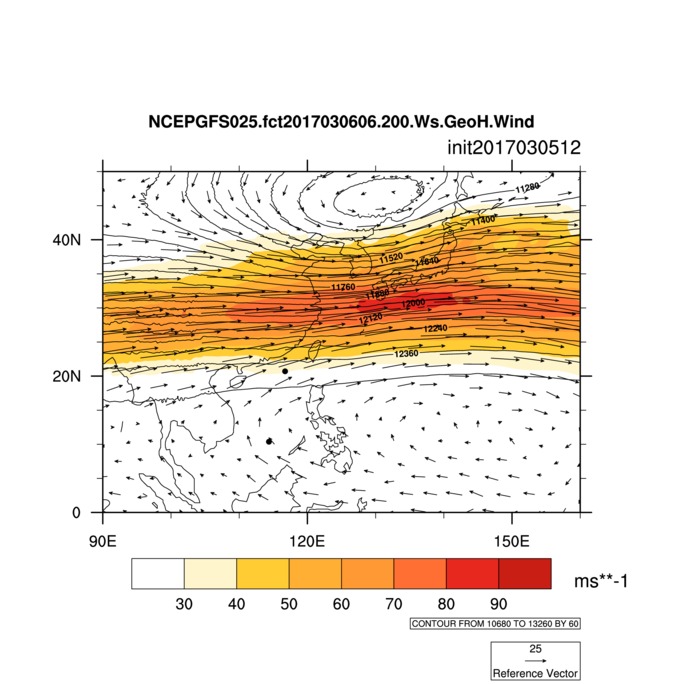 NCEPGFS025.fct2017030606.200.Ws.GeoH.Wind
init2017030512
11280
11400
40N
11520
11640
11760
11880
12000
12120
12240
12360
20N
0
90E 120E 150E
30 40 50 60 70 80 90
ms**-1
CONTOUR FROM 10680 TO 13260 BY 60
25
Reference Vector